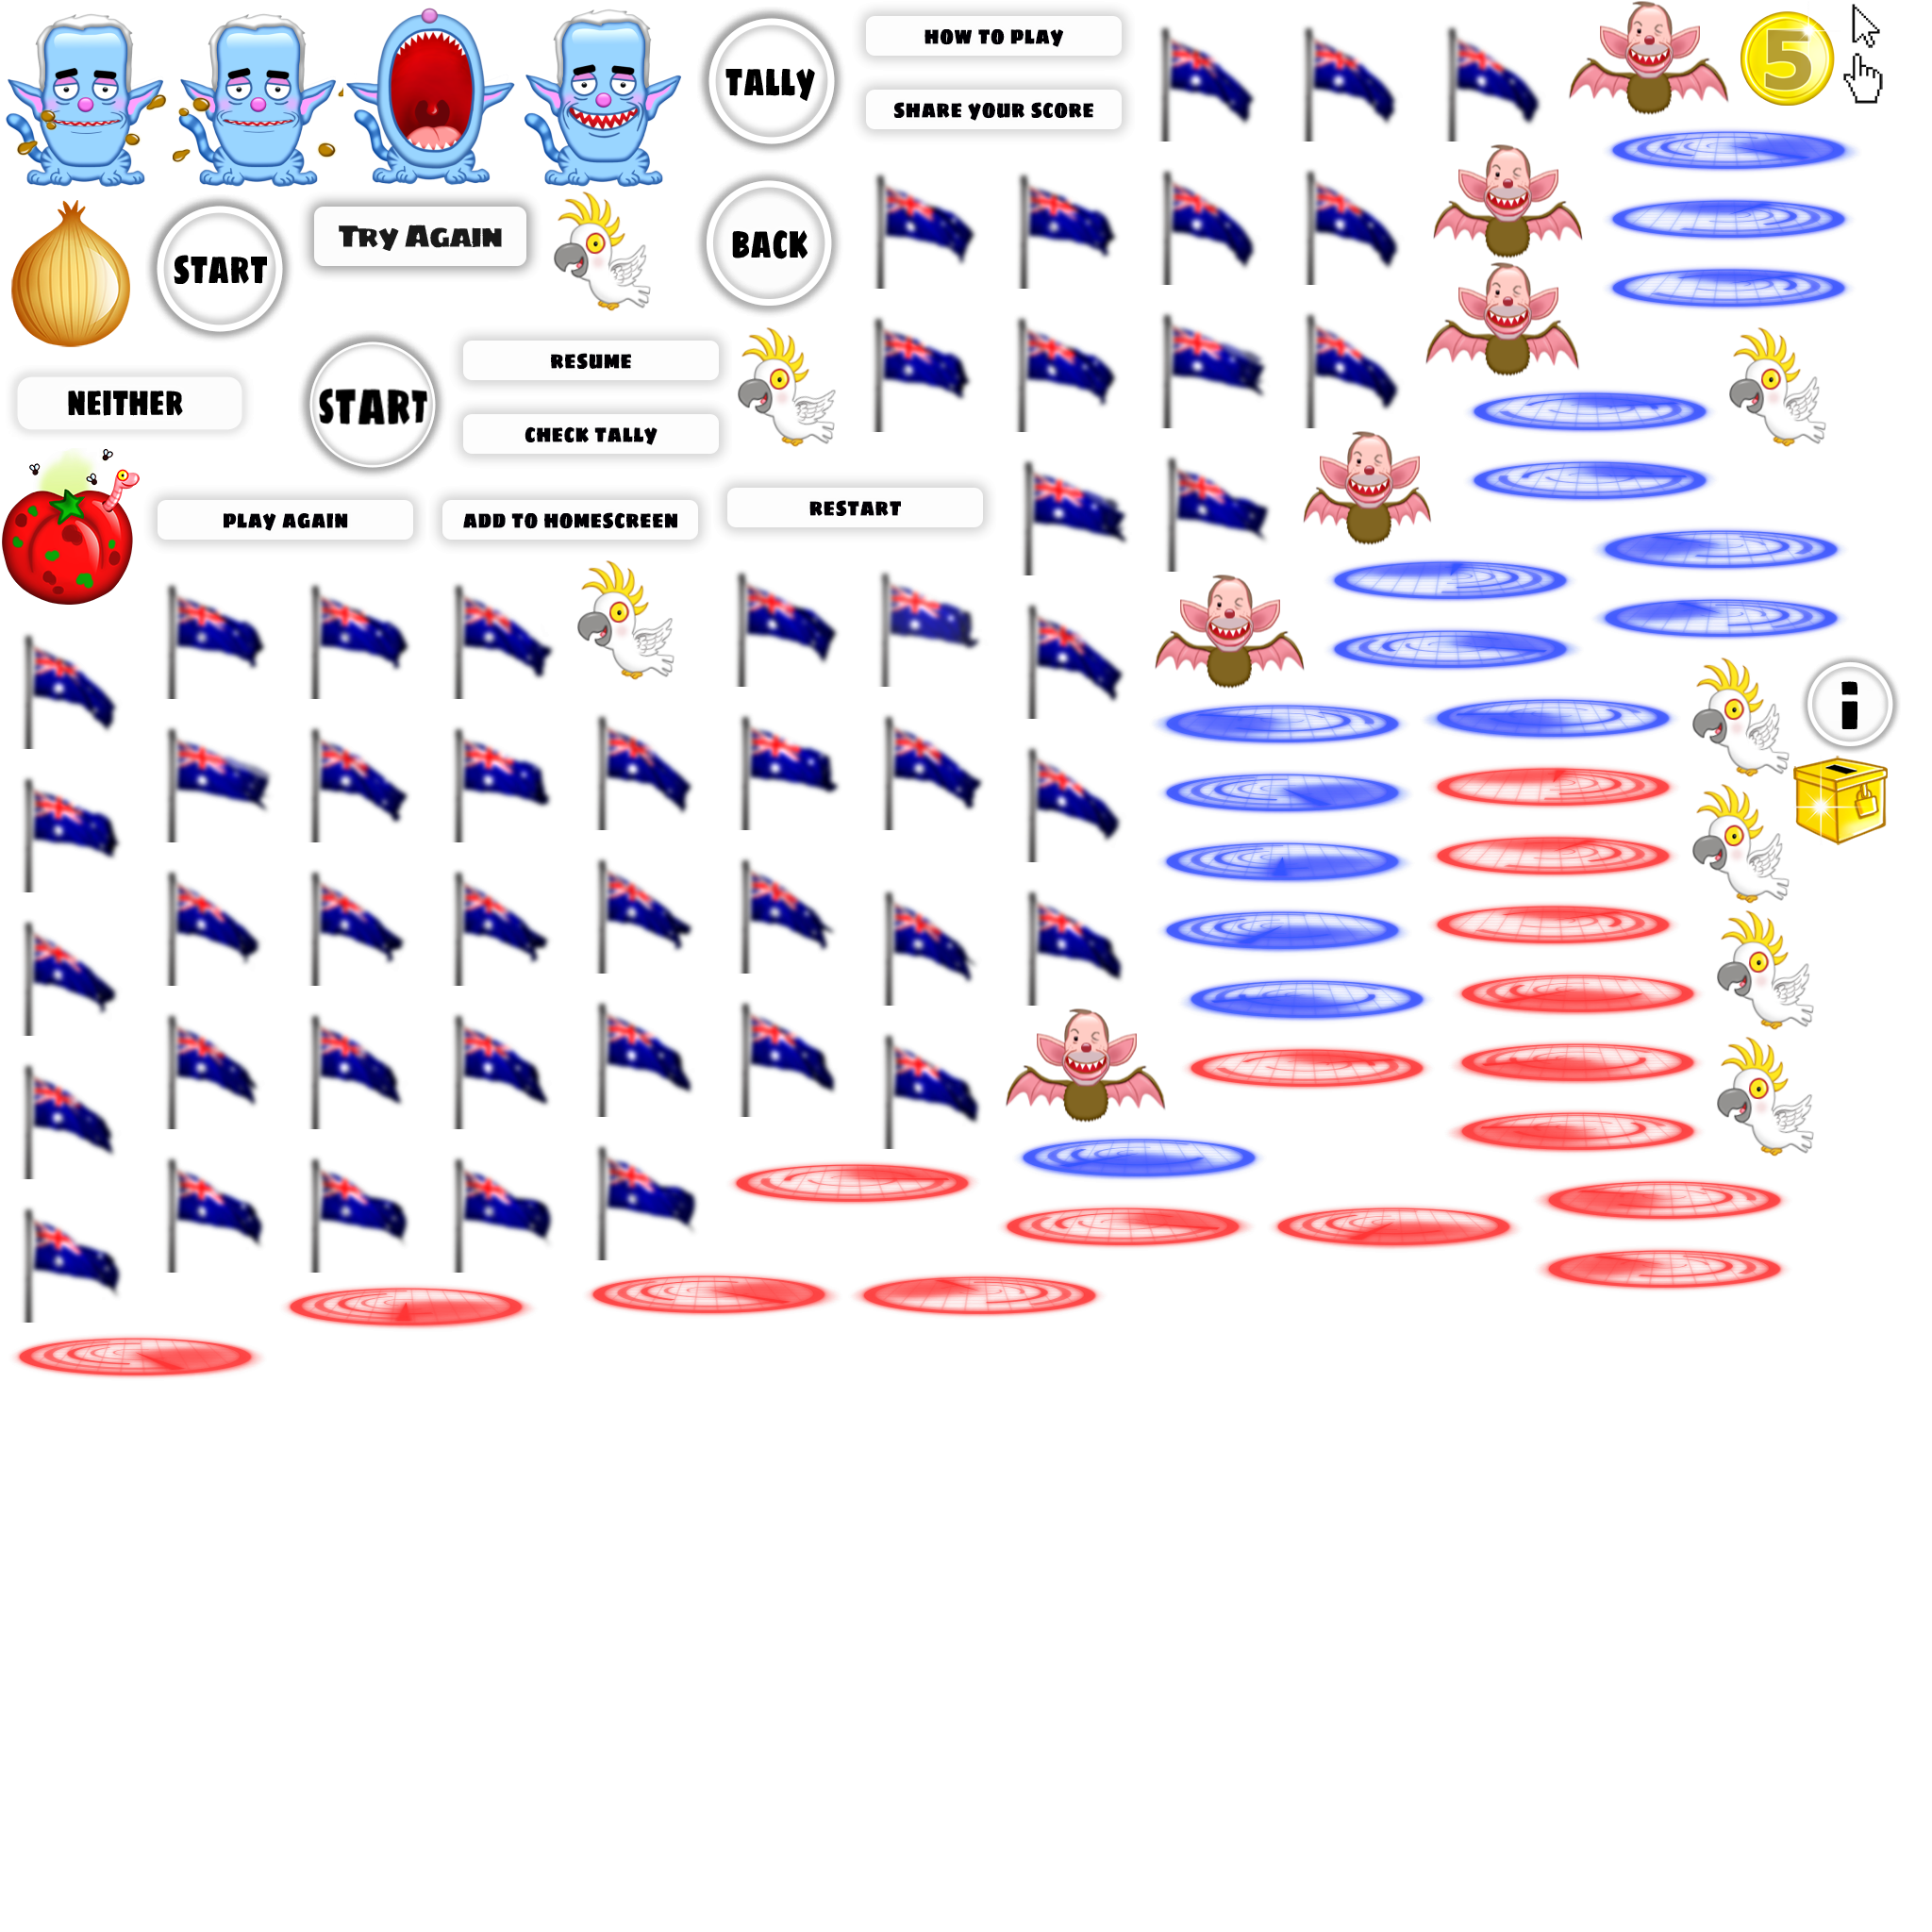 TALLY
HOW TO PLAY
SHARE YOUR SCORE
5
START
TRY AGAIN
BACK
NEITHER
START
RESUME
CHECK TALLY
PLAY AGAIN
ADD TO HOMESCREEN
RESTART
i